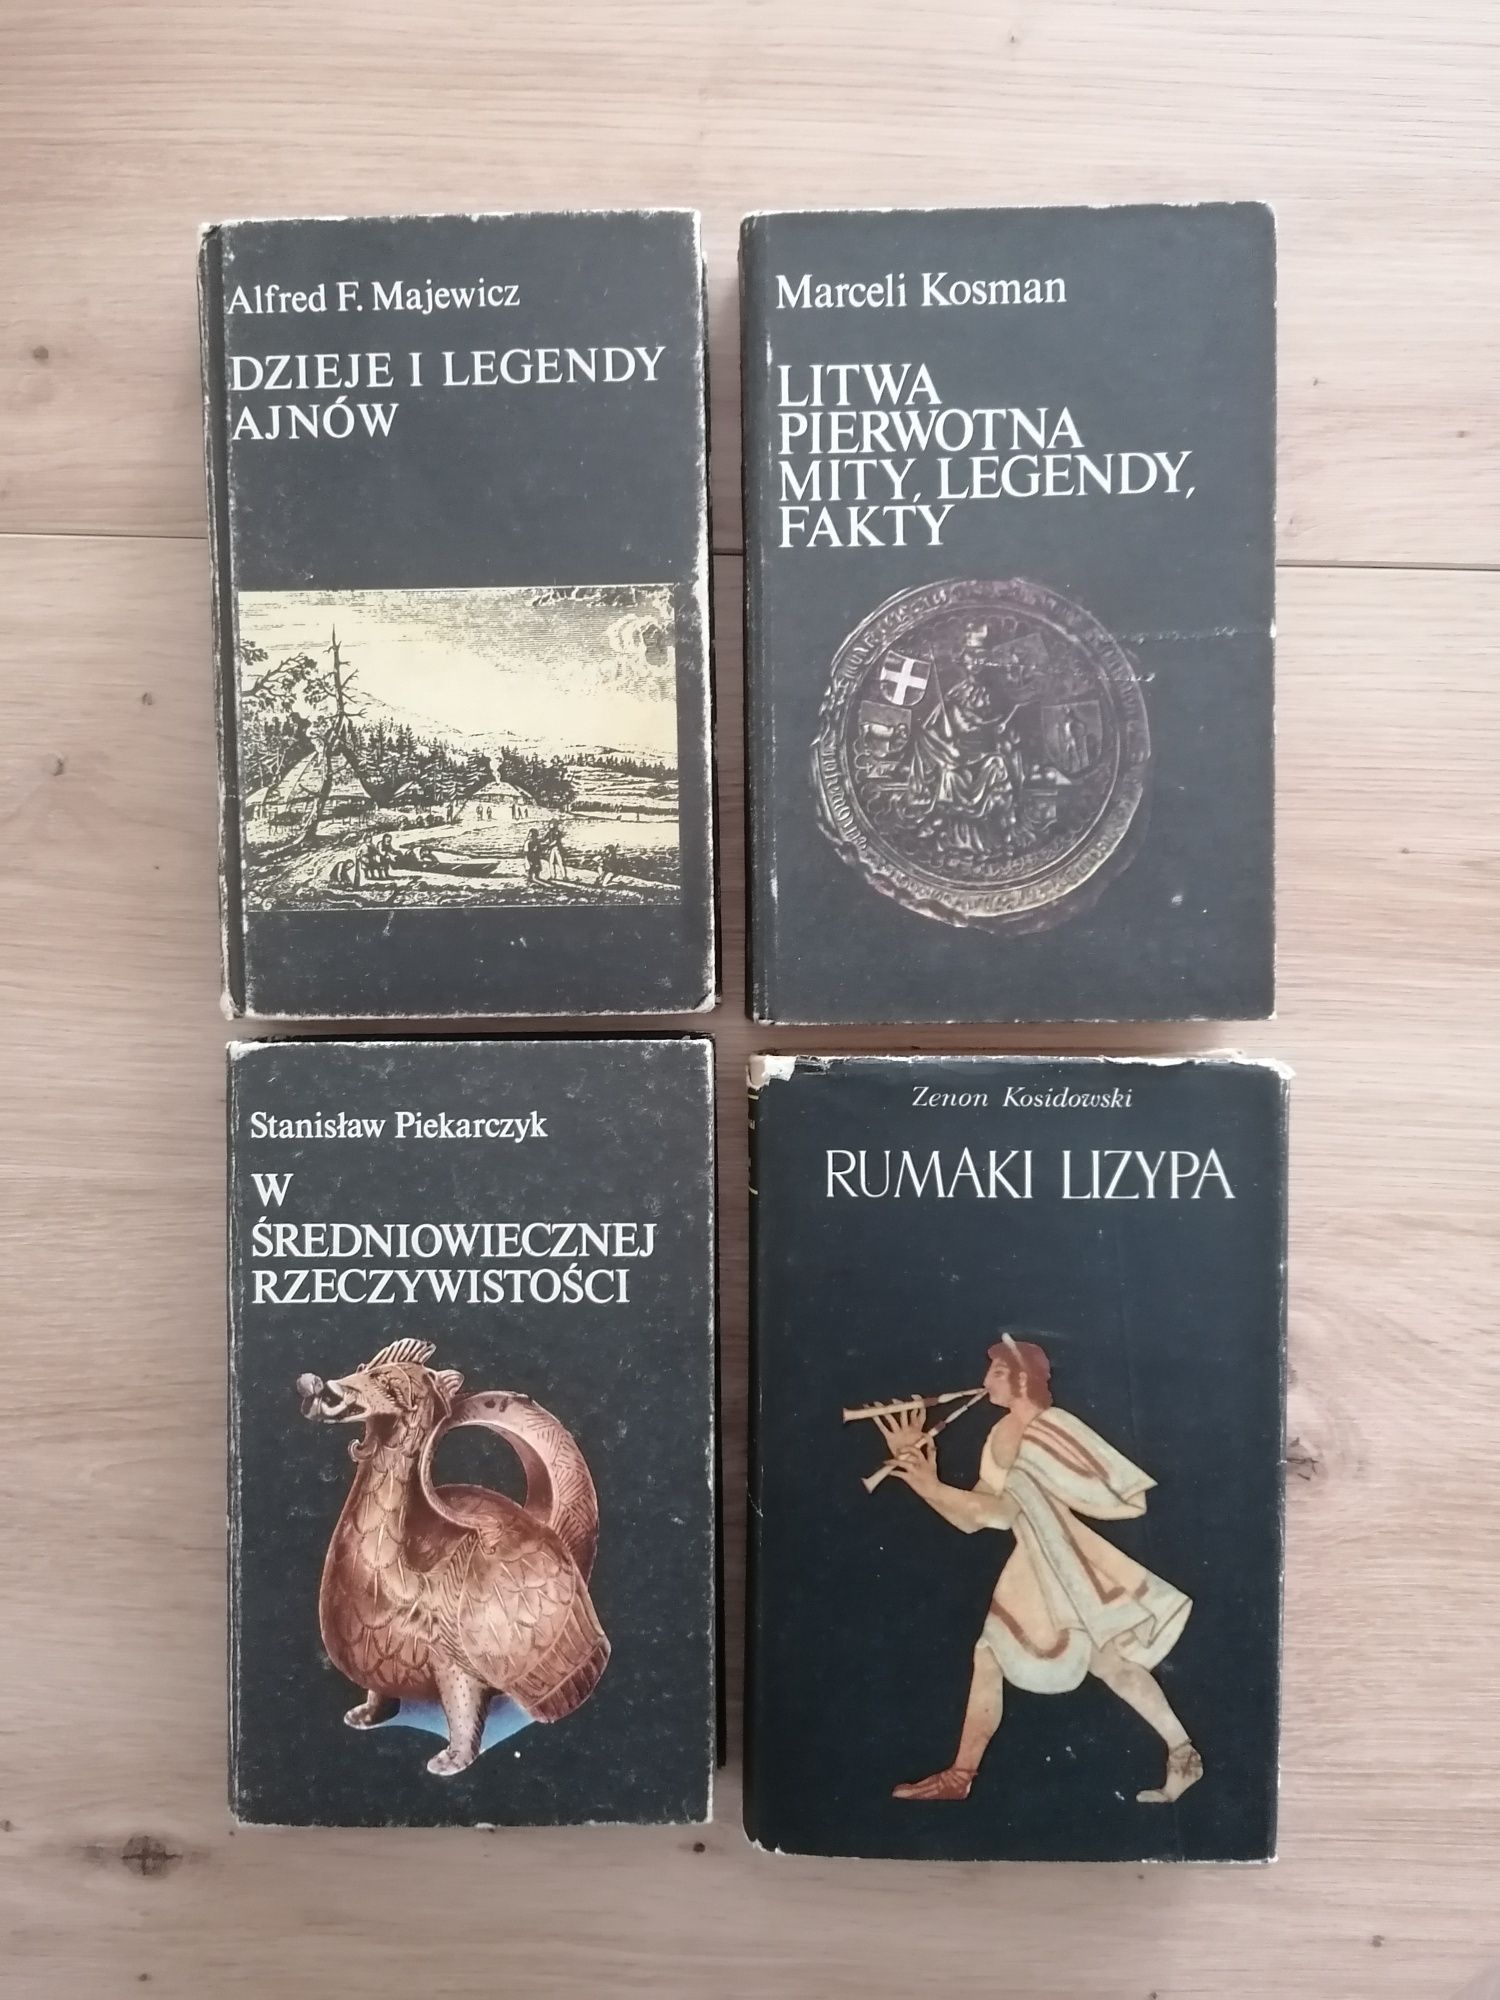 Alfred F. Majewicz
DZIEJE I LEGENDY
AJNÓW
Marceli Kosman
LITWA
PIERWOTNA
MITY, LEGENDY,
FAKTY
Stanisław Piekarczyk
W
ŚREDNIOWIECZNEJ
RZECZYWISTOŚCI
Zenon Kosidowski
RUMAKI LIZYPA